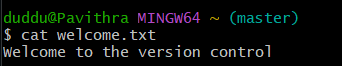 duddu@Pavithra MINGW64 ~ (master)
$ cat welcome.txt
Welcome to the version control